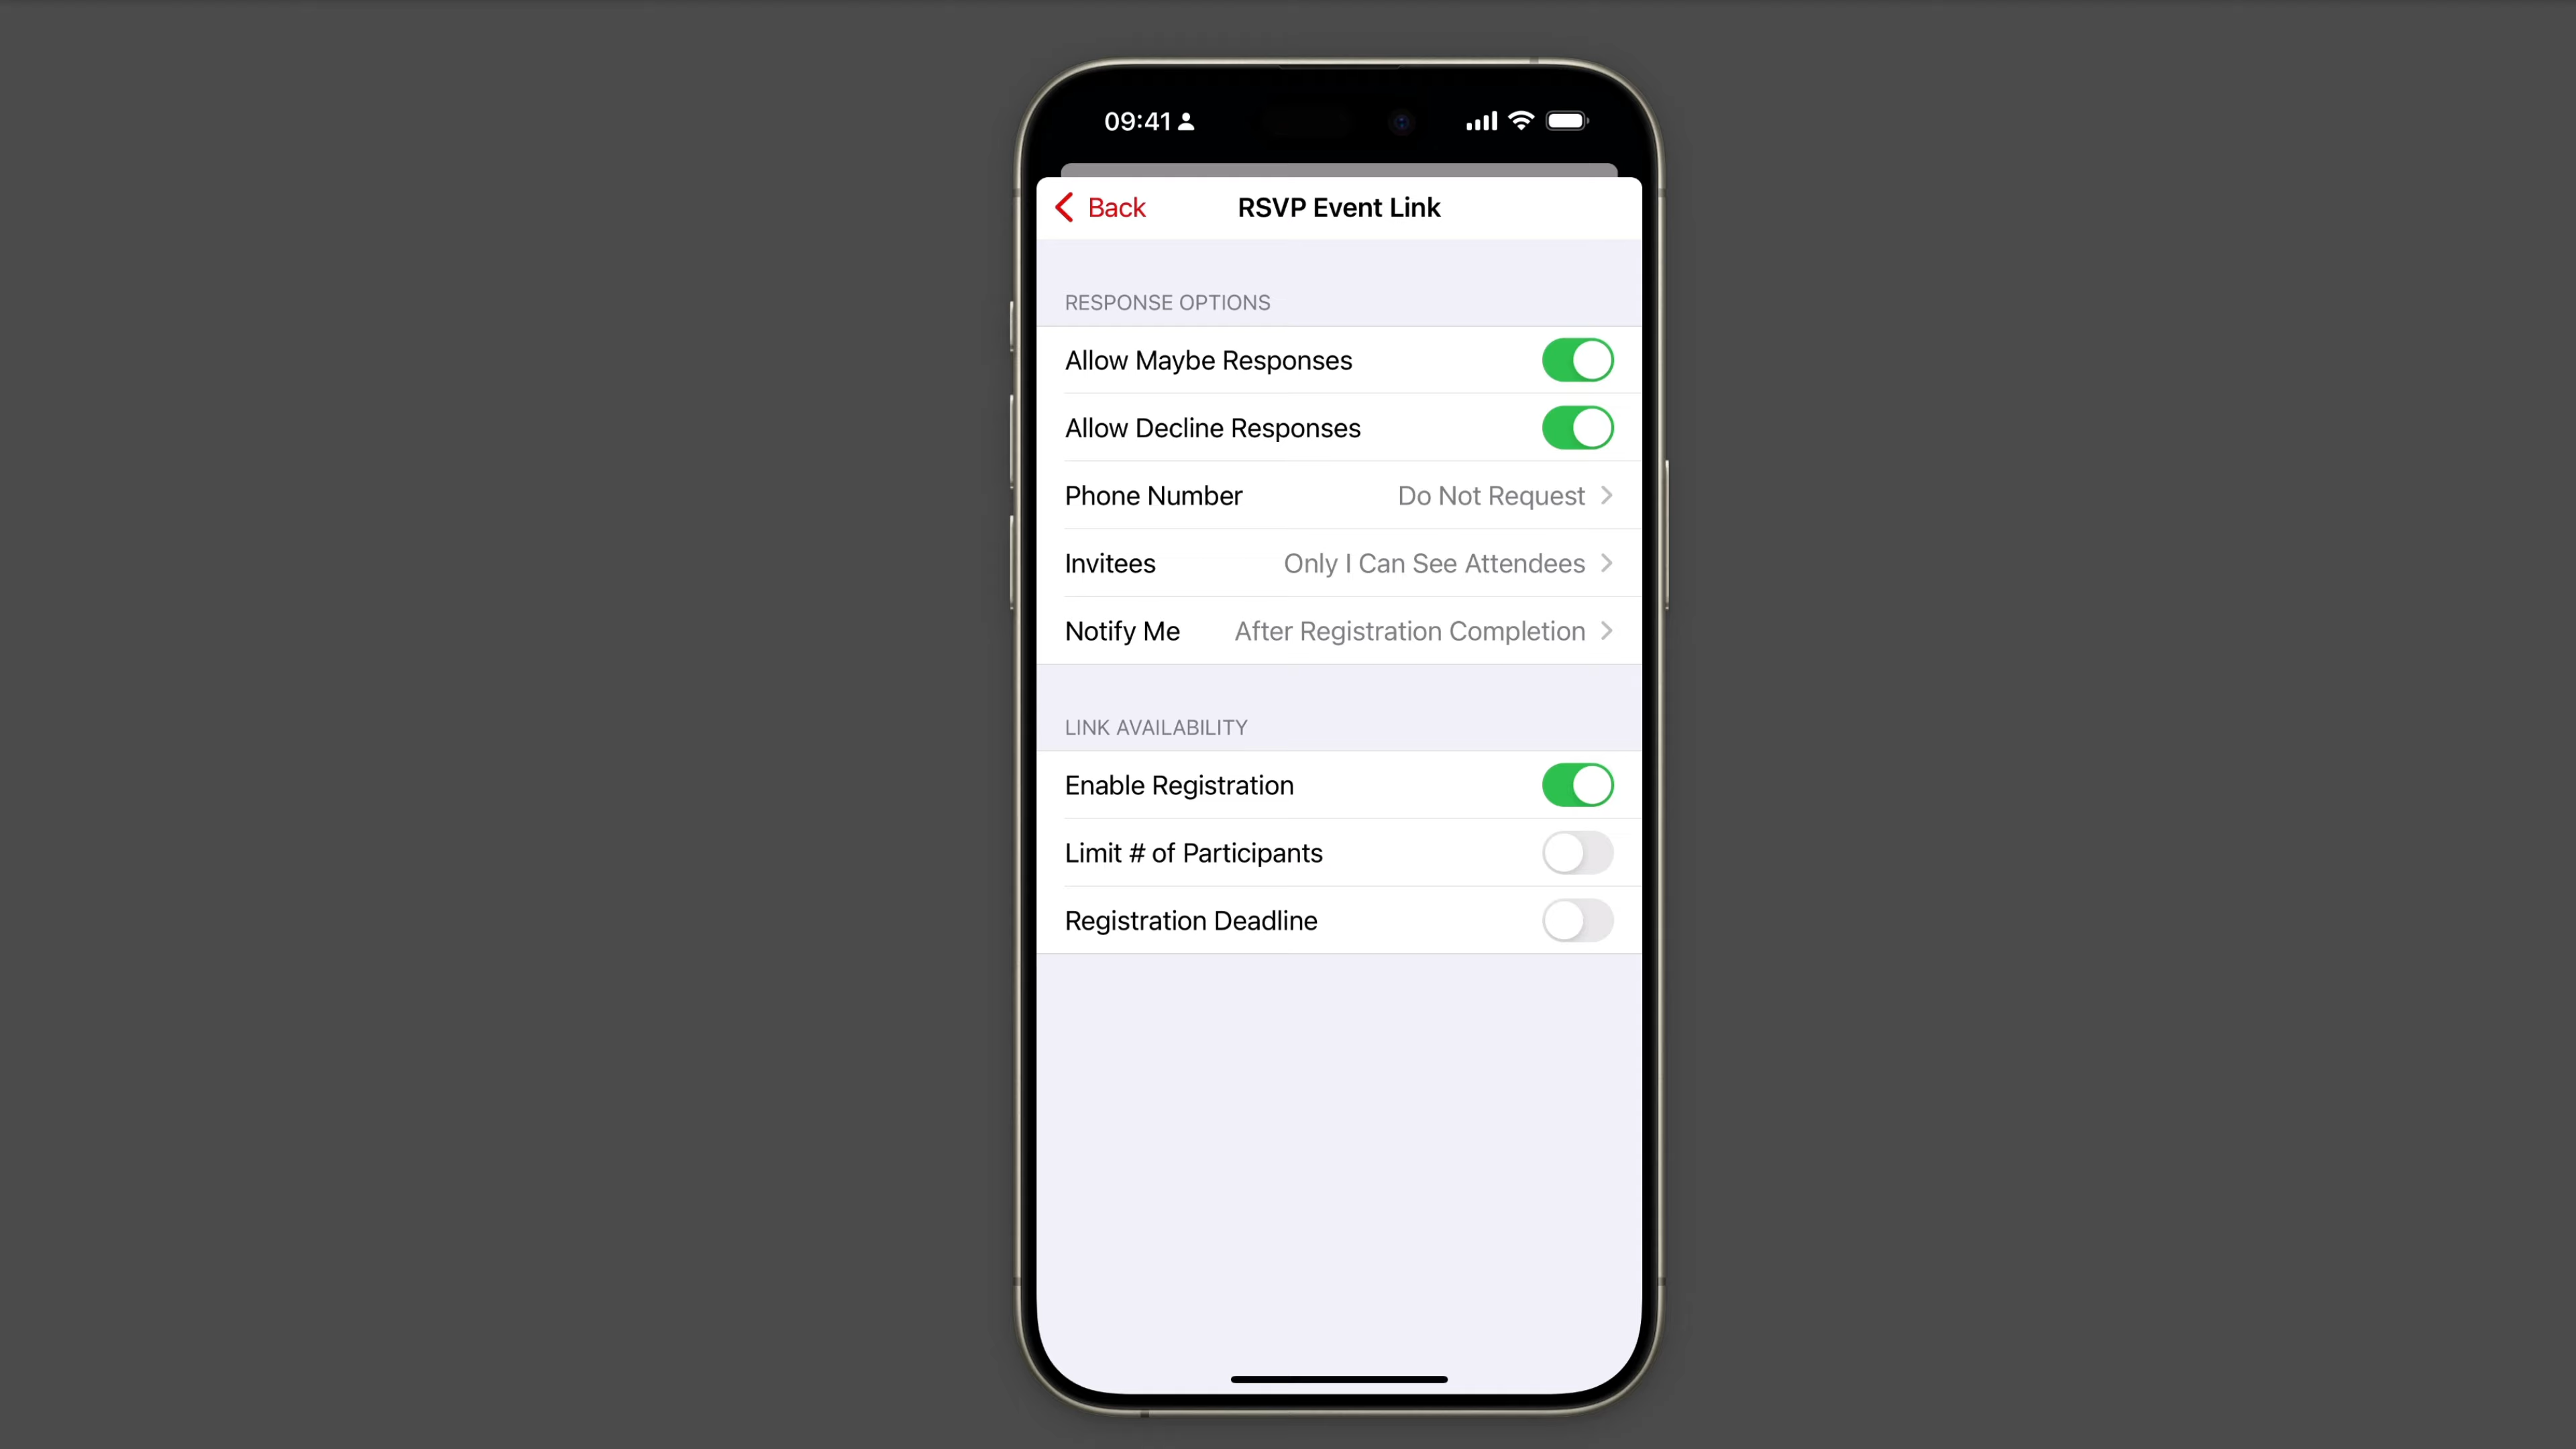 09:41
Back
RSVP Event Link
RESPONSE OPTIONS
Allow Maybe Responses
Allow Decline Responses
Phone Number Do Not Request
Invitees Only I Can See Attendees
Notify Me After Registration Completion
LINK AVAILABILITY
Enable Registration
Limit # of Participants
Registration Deadline